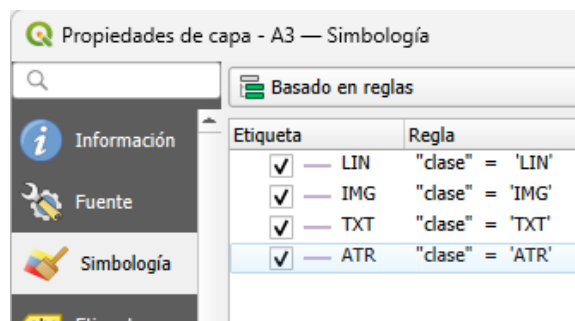 Propiedades de capa - A3 — Simbología
Basado en reglas
Información
Etiqueta Regla
LIN "clase" = 'LIN'
IMG "clase" = 'IMG'
Fuente
TXT "clase" = 'TXT'
Simbología
ATR "clase" = 'ATR'